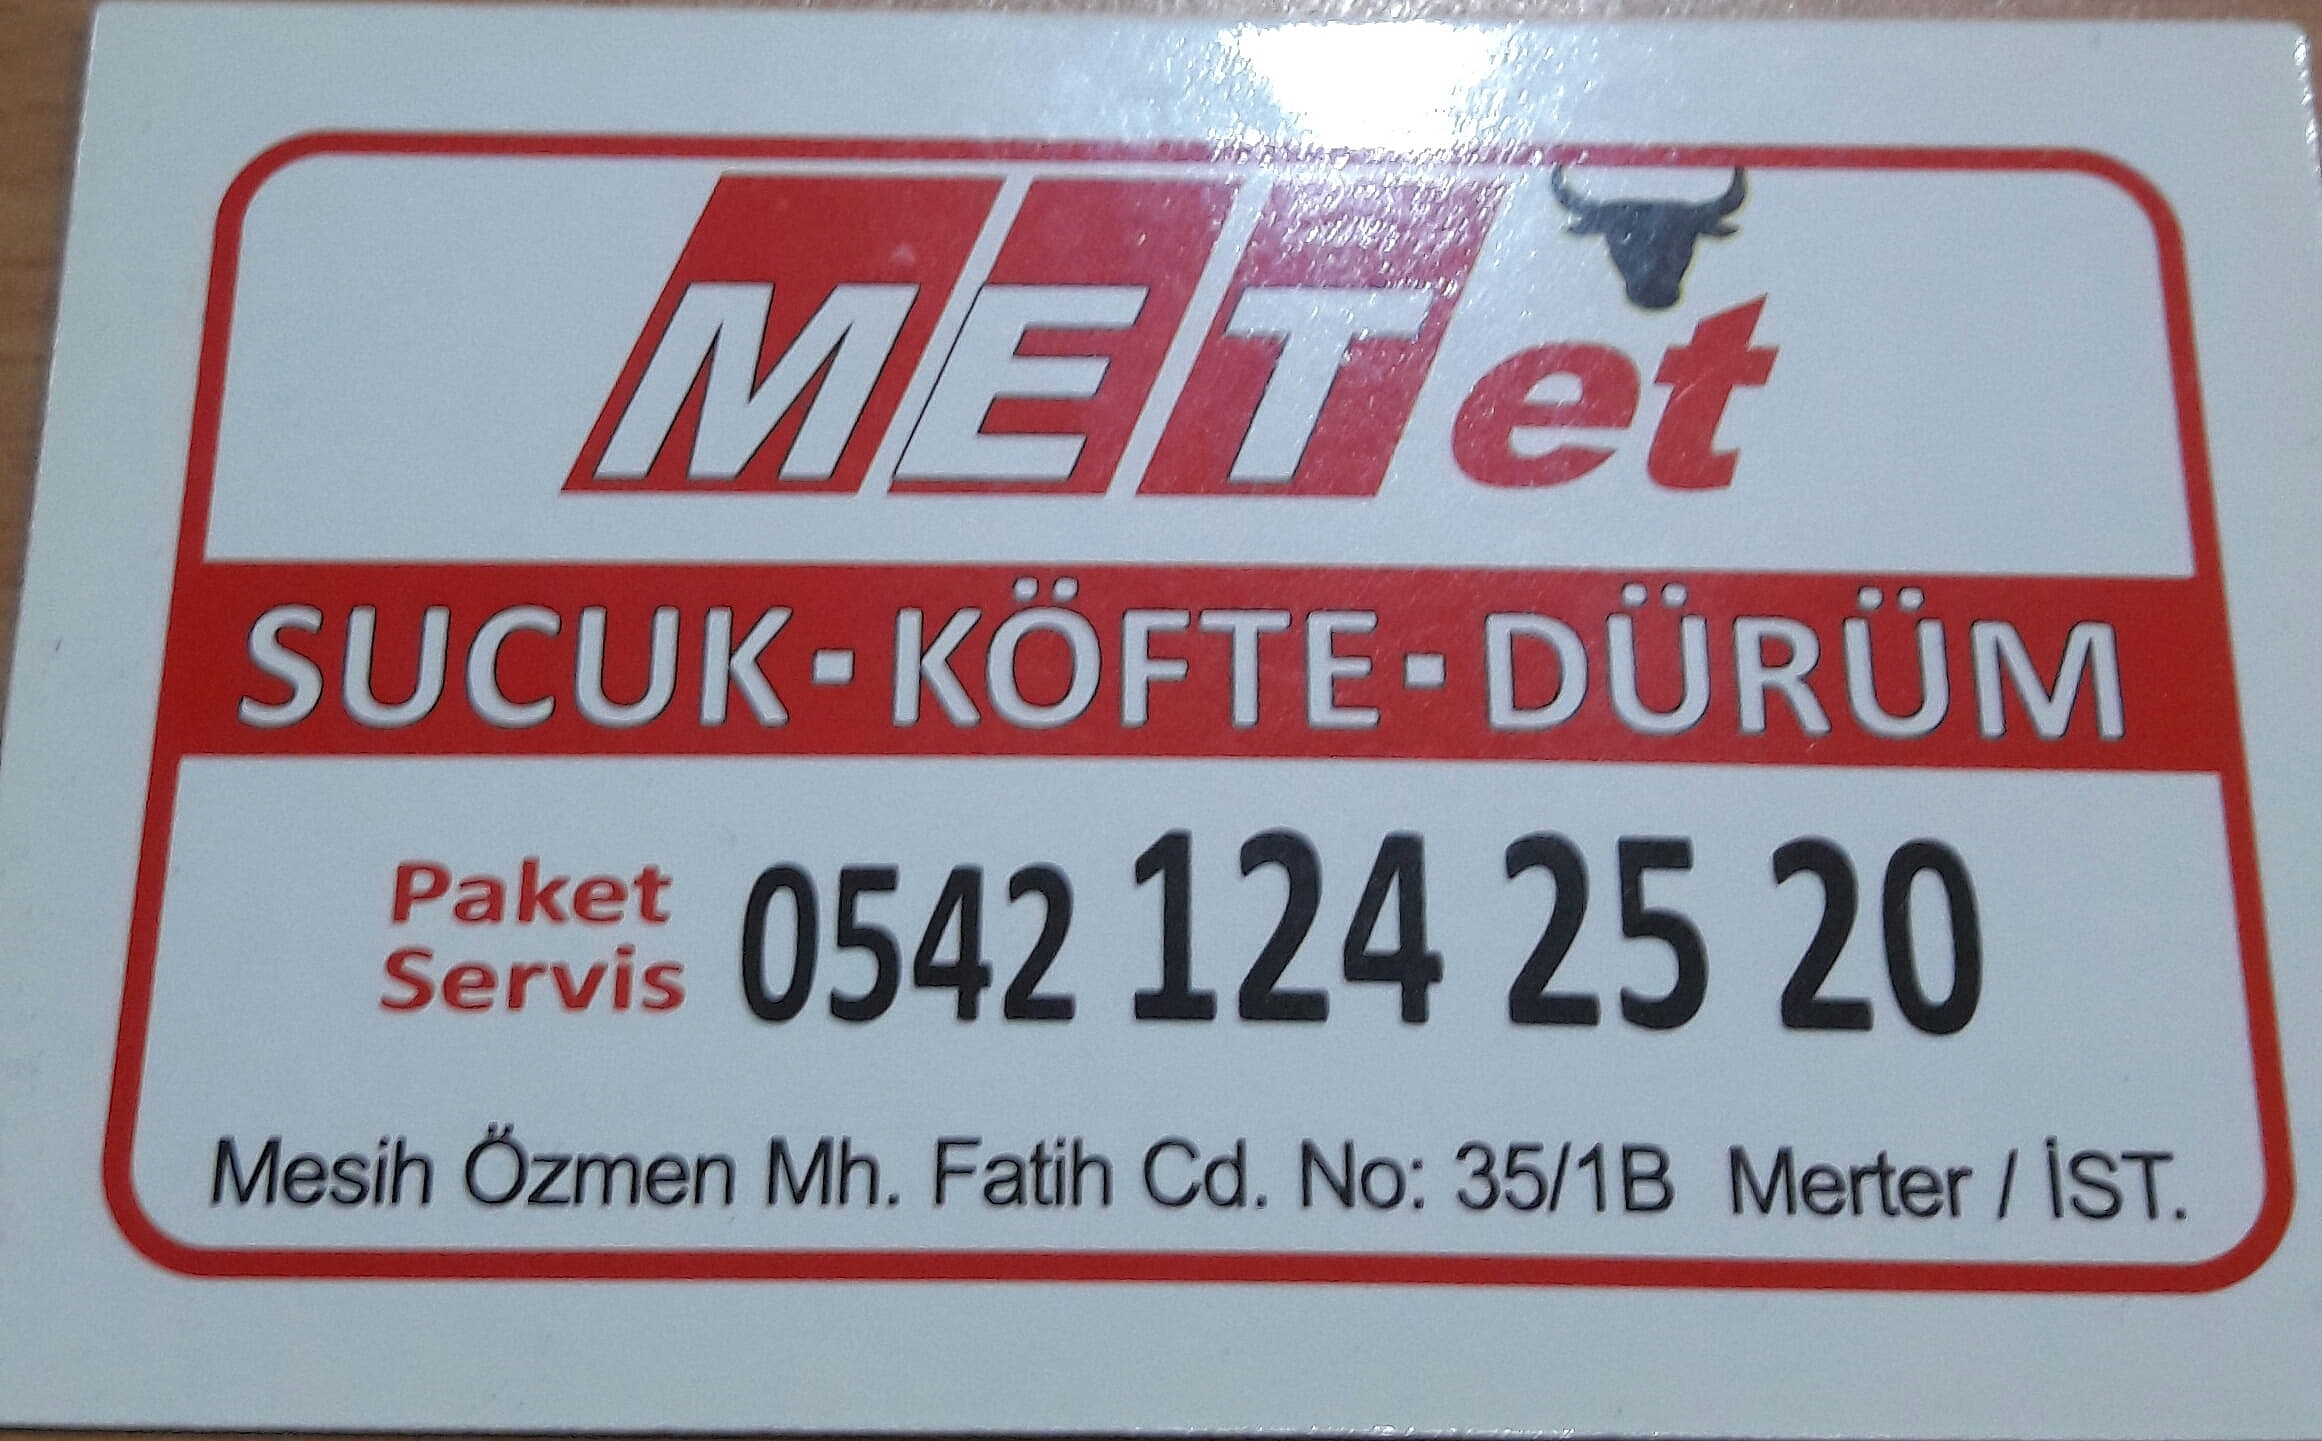 METet
SUCUK - KÖFTE - DÜRÜM
Paket
Servis
0542 124 25 20
Mesih Özmen Mh. Fatih Cd. No: 35/1B Merter / İST.